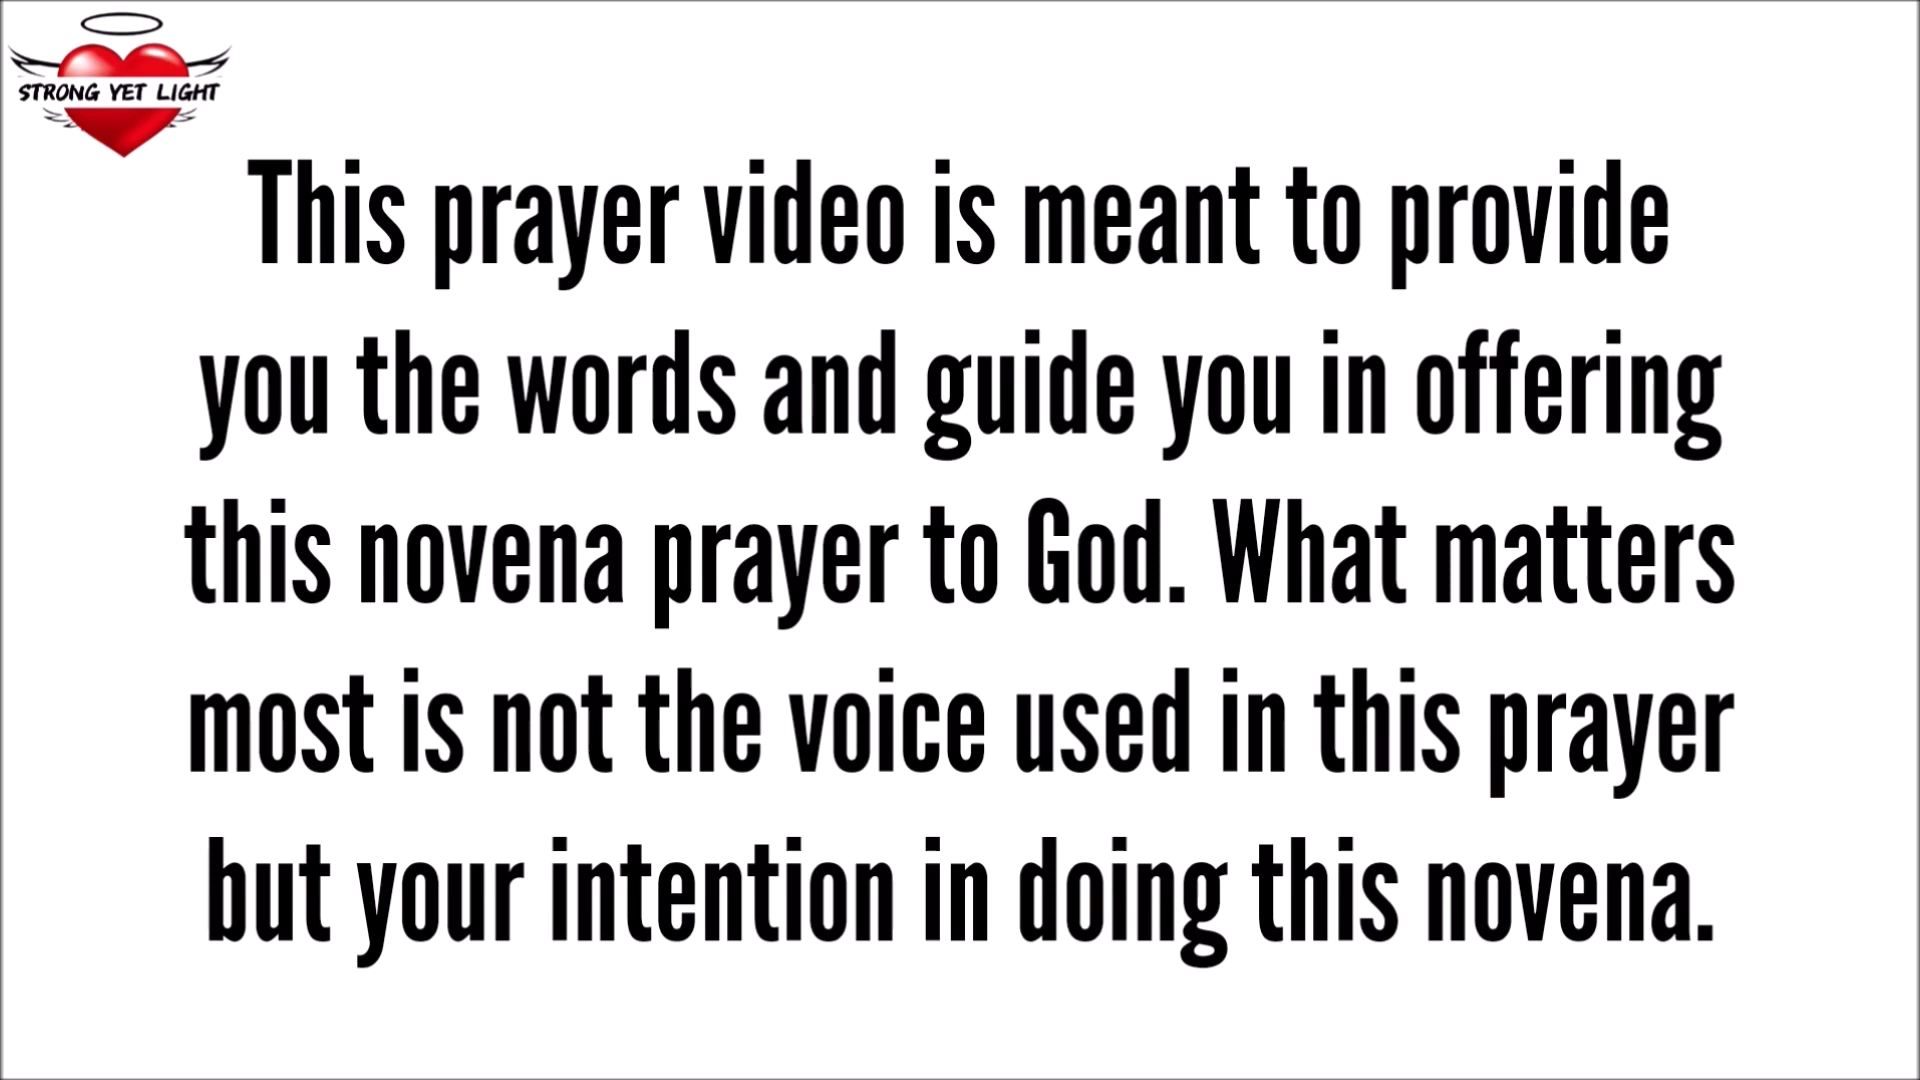 STRONG YET LIGHT
This prayer video is meant to provide
you the words and guide you in offering
this novena prayer to God. What matters
most is not the voice used in this prayer
but your intention in doing this novena.